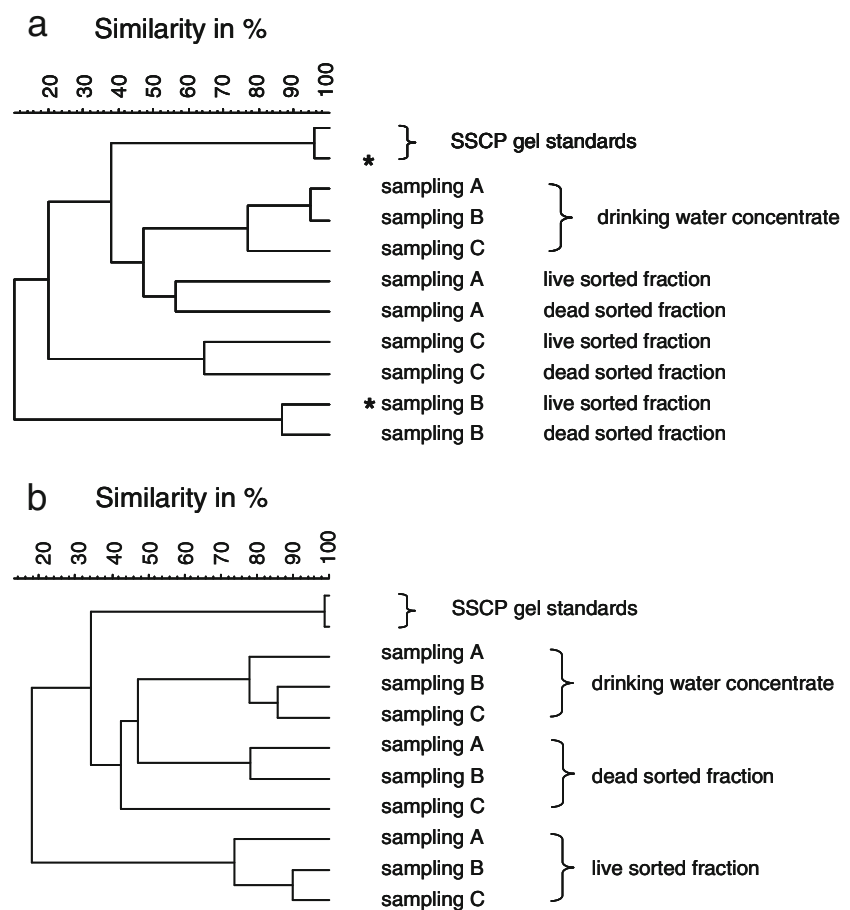 a Similarity in %
20 30 40 50 60 70 80 90 100
} SSCP gel standards
*
sampling A
sampling B } drinking water concentrate
sampling C
sampling A live sorted fraction
sampling A dead sorted fraction
sampling C live sorted fraction
sampling C dead sorted fraction
* sampling B live sorted fraction
sampling B dead sorted fraction
b Similarity in %
20 30 40 50 60 70 80 90 100
} SSCP gel standards
sampling A
sampling B } drinking water concentrate
sampling C
sampling A
sampling B } dead sorted fraction
sampling C
sampling A
sampling B } live sorted fraction
sampling C